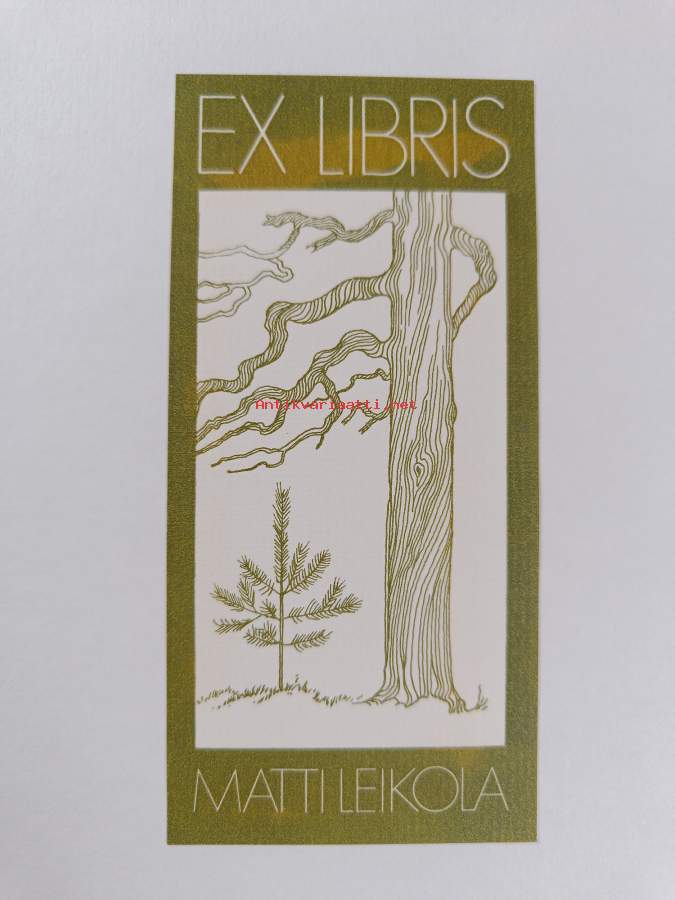 EX LIBRIS
Antikvariaatti.net
MATTI LEIKOLA